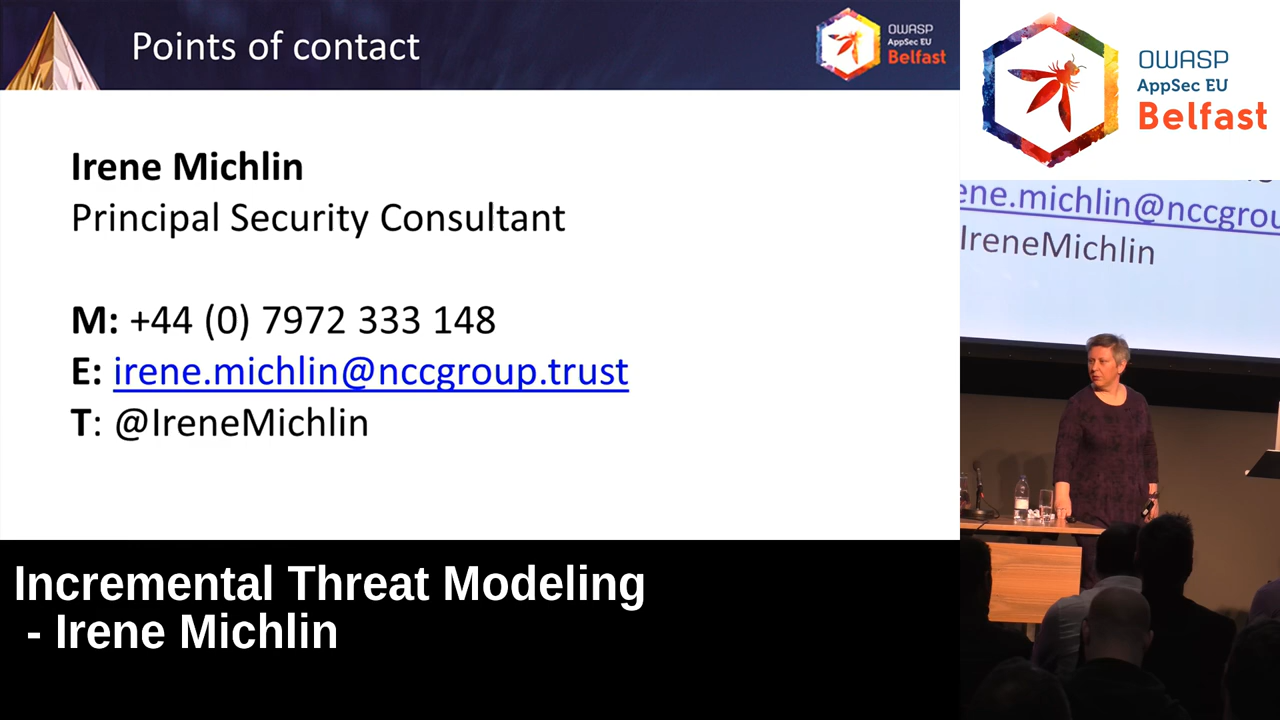 Points of contact
OWASP
AppSec EU
Belfast
Irene Michlin
Principal Security Consultant
M: +44 (0) 7972 333 148
E: irene.michlin@nccgroup.trust
T: @IreneMichlin
Incremental Threat Modeling
- Irene Michlin
OWASP
AppSec EU
Belfast
ene.michlin@nccgrou
IreneMichlin